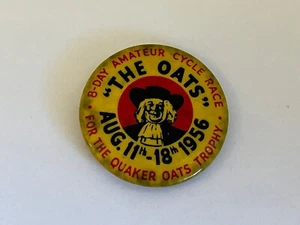 8-DAY AMATEUR CYCLE RACE
"THE OATS"
AUG. 11th-18th 1956
FOR THE QUAKER OATS TROPHY